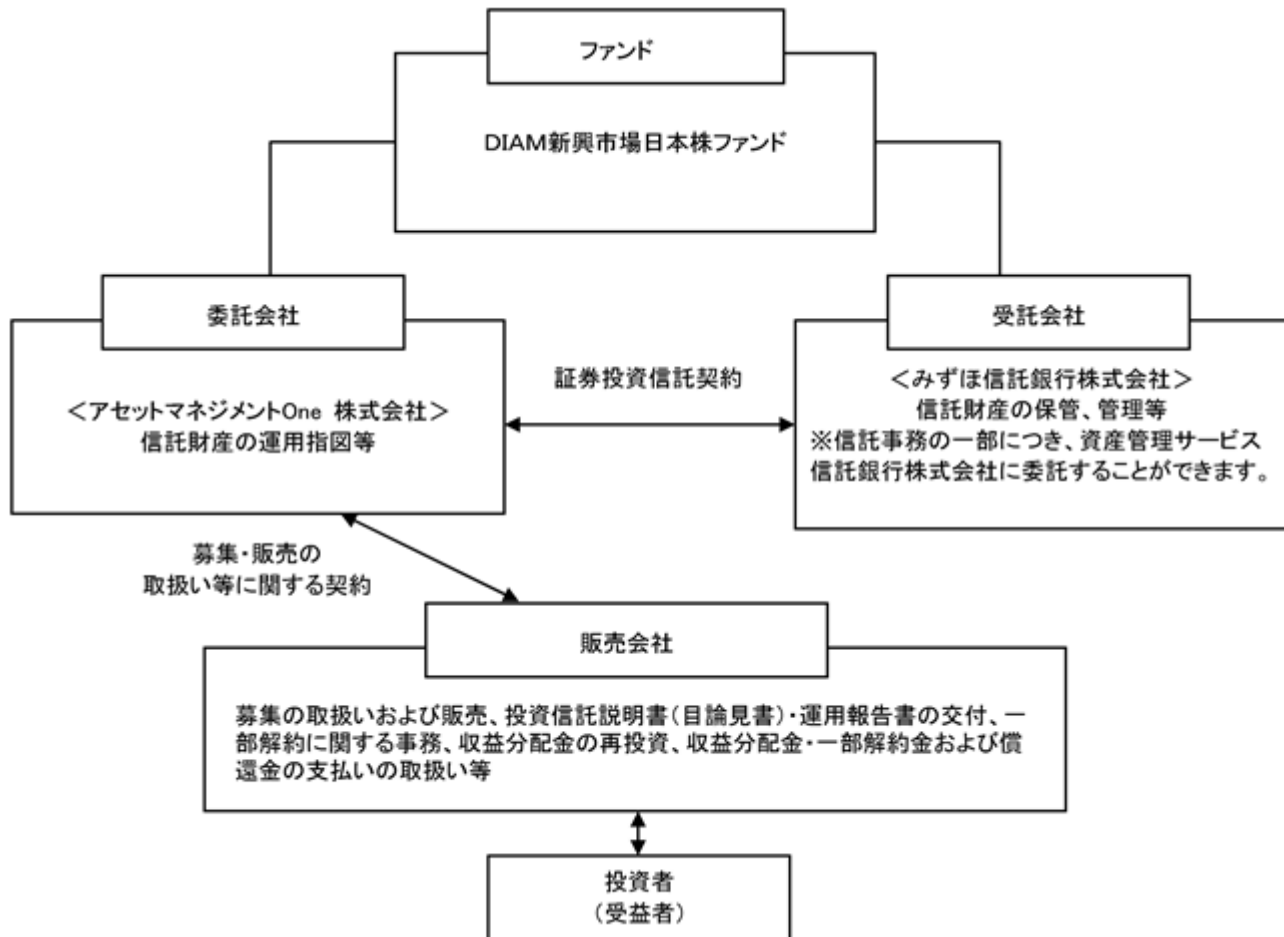 ファンド
DIAM新興市場日本株ファンド
委託会社
＜アセットマネジメントOne 株式会社＞
信託財産の運用指図等
証券投資信託契約
受託会社
＜みずほ信託銀行株式会社＞
信託財産の保管、管理等
※信託事務の一部につき、資産管理サービス
信託銀行株式会社に委託することができます。
募集・販売の
取扱い等に関する契約
販売会社
募集の取扱いおよび販売、投資信託説明書(目論見書)・運用報告書の交付、一
部解約に関する事務、収益分配金の再投資、収益分配金・一部解約金および償
還金の支払いの取扱い等
投資者
（受益者）